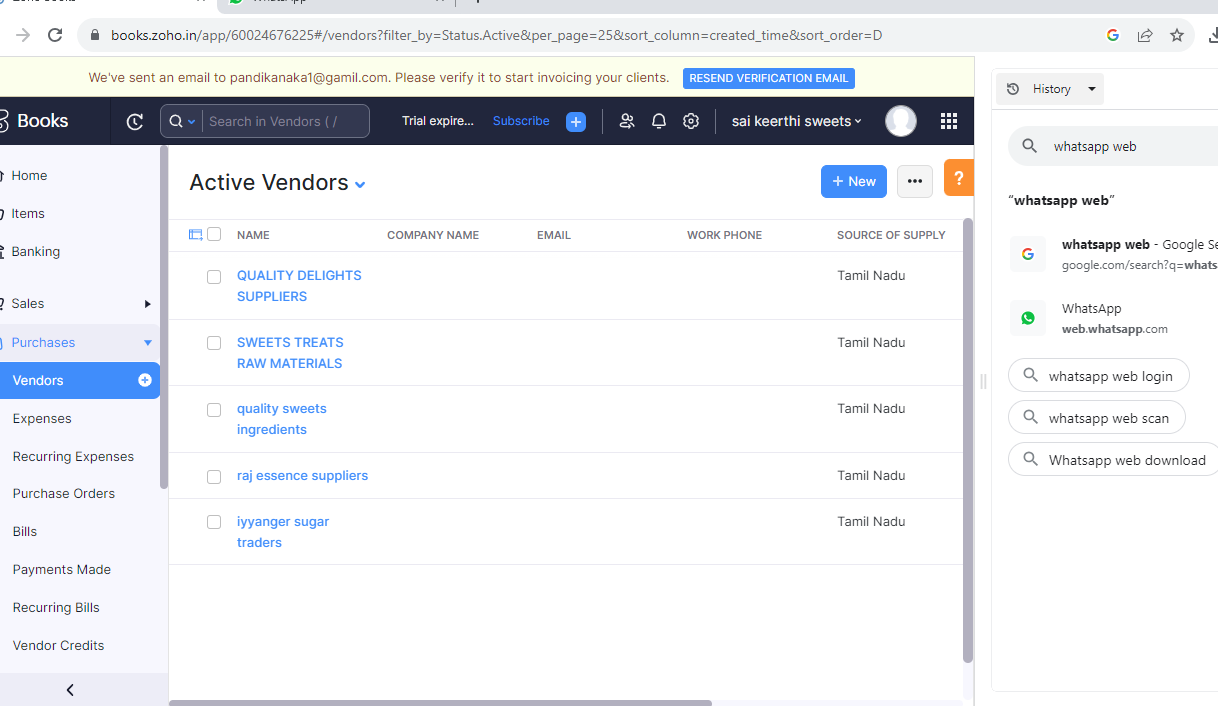 books.zoho.in/app/60024676225#/vendors?filter_by=Status.Active&per_page=25&sort_column=created_time&sort_order=D
We've sent an email to pandikanaka1@gamil.com. Please verify it to start invoicing your clients.
RESEND VERIFICATION EMAIL
Books
Search in Vendors ( /
Trial expire...
Subscribe
sai keerthi sweets
Home
Items
Banking
Sales
Purchases
Vendors
Expenses
Recurring Expenses
Purchase Orders
Bills
Payments Made
Recurring Bills
Vendor Credits
Active Vendors
+ New
?
NAME COMPANY NAME EMAIL WORK PHONE SOURCE OF SUPPLY
QUALITY DELIGHTS Tamil Nadu
SUPPLIERS
SWEETS TREATS Tamil Nadu
RAW MATERIALS
quality sweets Tamil Nadu
ingredients
raj essence suppliers Tamil Nadu
iyyanger sugar Tamil Nadu
traders
History
whatsapp web
“whatsapp web”
whatsapp web - Google Se
google.com/search?q=whats
WhatsApp
web.whatsapp.com
whatsapp web login
whatsapp web scan
Whatsapp web download